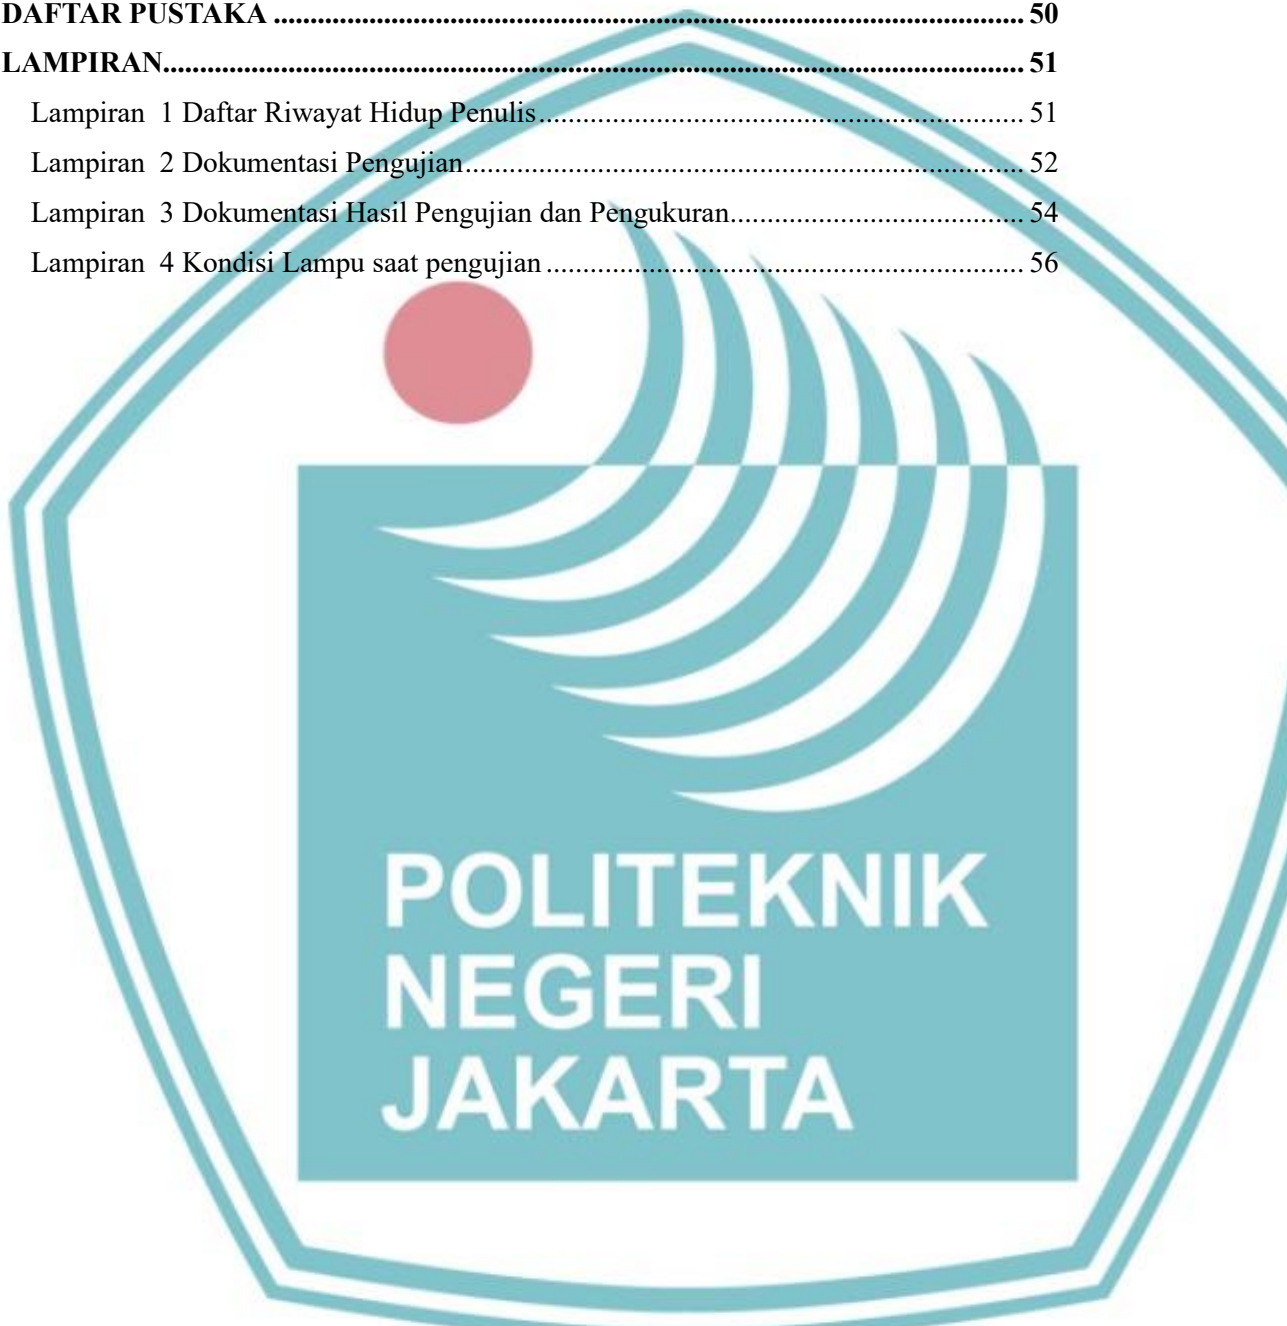 DAFTAR PUSTAKA ........................................................................................................ 50
LAMPIRAN....................................................................................................................... 51
Lampiran  1 Daftar Riwayat Hidup Penulis................................................................... 51
Lampiran  2 Dokumentasi Pengujian............................................................................. 52
Lampiran  3 Dokumentasi Hasil Pengujian dan Pengukuran......................................... 54
Lampiran  4 Kondisi Lampu saat pengujian .................................................................. 56
POLITEKNIK
NEGERI
JAKARTA